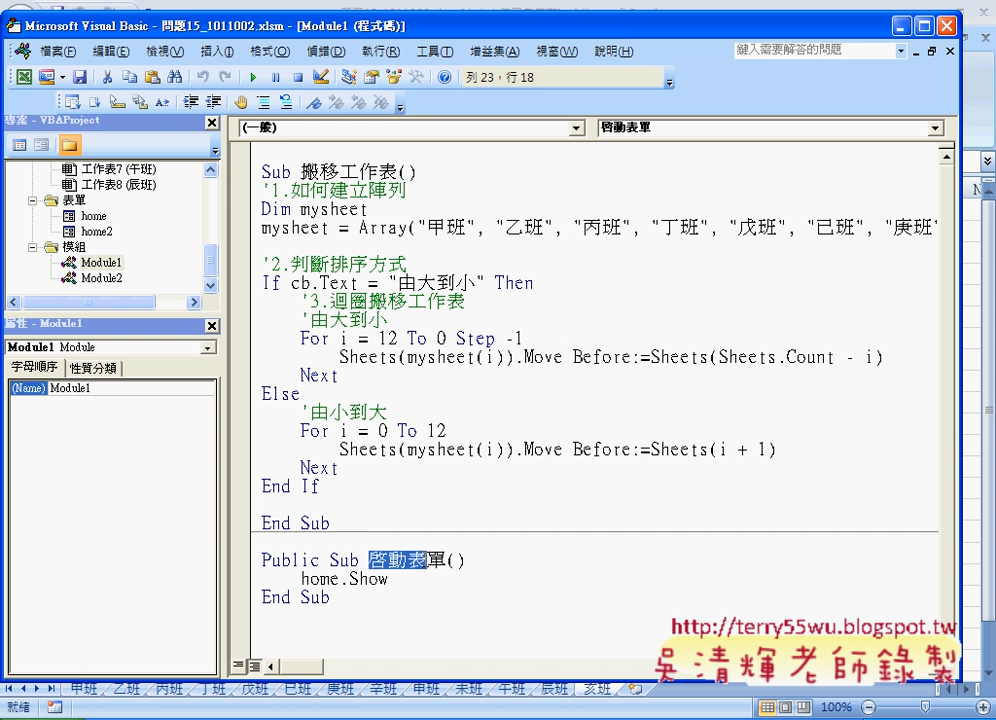 Microsoft Visual Basic - 問題15_1011002.xlsm - [Module1 (程式碼)]
檔案(F) 編輯(E) 檢視(V) 插入(I) 格式(O) 偵錯(D) 執行(R) 工具(T) 增益集(A) 視窗(W) 說明(H)
鍵入需要解答的問題
列 23，行 18
專案 - VBAProject
(一般)
啓動表單
工作表7 (午班)
工作表8 (辰班)
表單
home
home2
模組
Module1
Module2
屬性 - Module1
Module1 Module
字母順序 性質分類
(Name) Module1
Sub 搬移工作表()
'1.如何建立陣列
Dim mysheet
mysheet = Array("甲班", "乙班", "丙班", "丁班", "戊班", "已班", "庚班"
'2.判斷排序方式
If cb.Text = "由大到小" Then
'3.迴圈搬移工作表
'由大到小
For i = 12 To 0 Step -1
Sheets(mysheet(i)).Move Before:=Sheets(Sheets.Count - i)
Next
Else
'由小到大
For i = 0 To 12
Sheets(mysheet(i)).Move Before:=Sheets(i + 1)
Next
End If
End Sub
Public Sub 啓動表單()
home.Show
End Sub
http://terry55wu.blogspot.tw
吳清輝老師錄製
甲班 乙班 丙班 丁班 戊班 已班 庚班 辛班 申班 未班 午班 辰班 亥班
就緒
100%